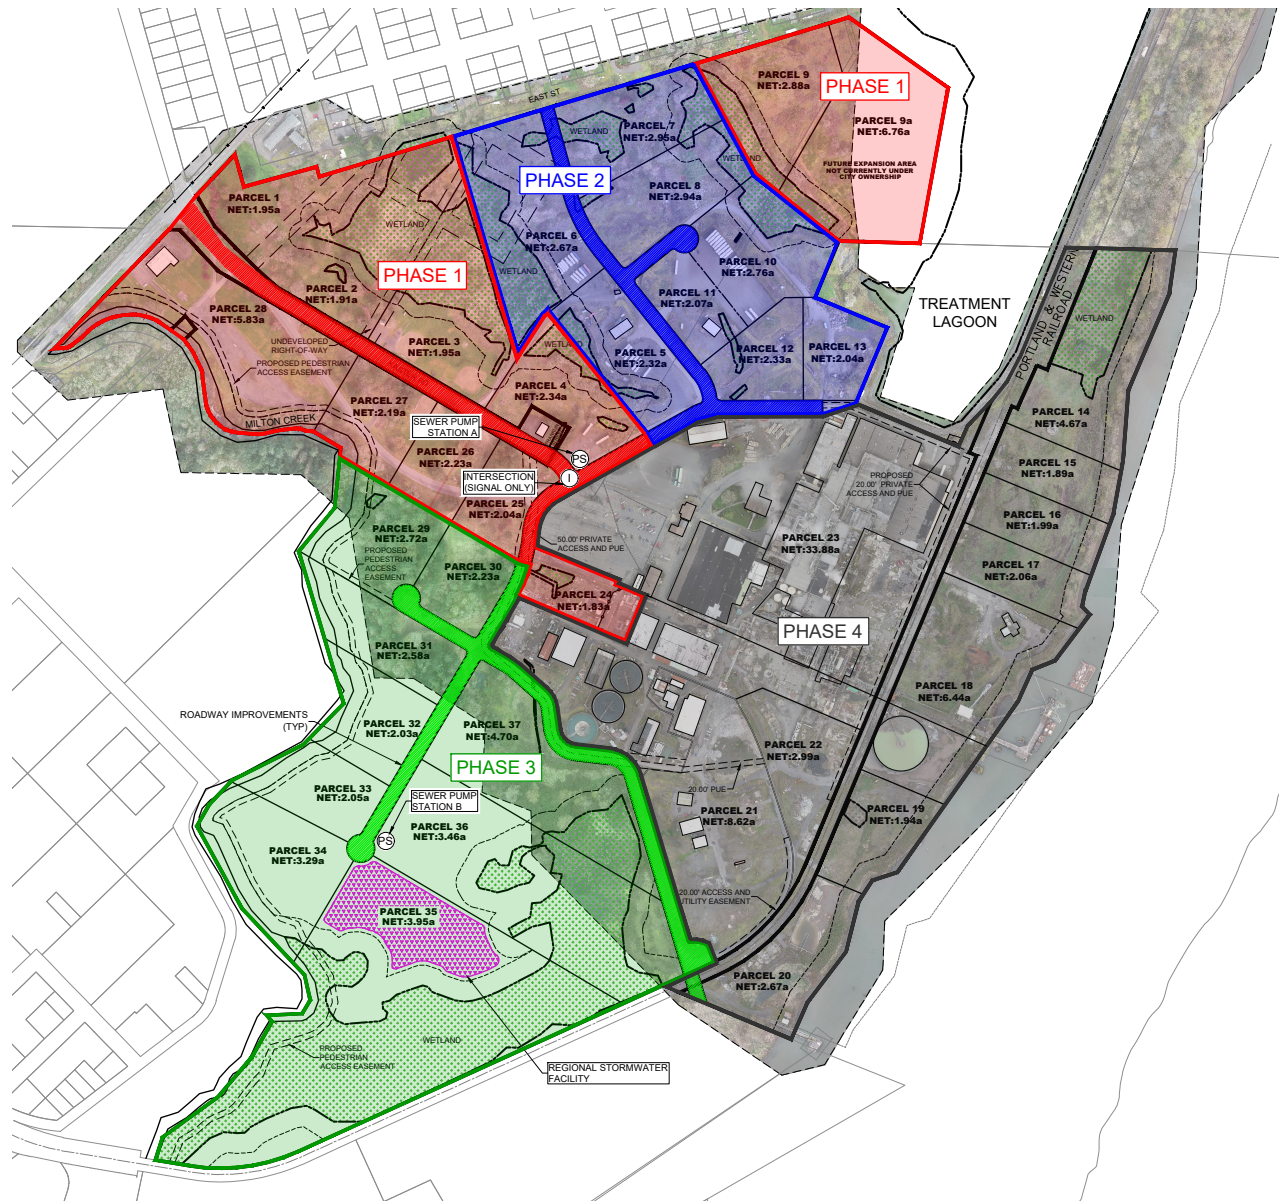 PARCEL 9
NET:2.88a
PHASE 1
PARCEL 9a
NET:6.76a
FUTURE EXPANSION AREA
NOT CURRENTLY UNDER
CITY OWNERSHIP
EAST ST
WETLAND
PARCEL 7
NET:2.95a
WETLAND
PHASE 2
PARCEL 8
NET:2.94a
PARCEL 1
NET:1.95a
WETLAND
PARCEL 6
NET:2.67a
WETLAND
PHASE 1
PARCEL 10
NET:2.76a
PARCEL 2
NET:1.91a
PARCEL 11
NET:2.07a
PARCEL 28
NET:5.83a
TREATMENT
LAGOON
PORTLAND & WESTERN
RAILROAD
WETLAND
UNDEVELOPED
RIGHT-OF-WAY
PARCEL 3
NET:1.95a
WETLAND
PARCEL 5
NET:2.32a
PARCEL 12
NET:2.33a
PARCEL 13
NET:2.04a
PROPOSED PEDESTRIAN
ACCESS EASEMENT
PARCEL 4
NET:2.34a
PARCEL 27
NET:2.19a
MILTON CREEK
SEWER PUMP
STATION A
PARCEL 14
NET:4.67a
PARCEL 26
NET:2.23a
PS
INTERSECTION
(SIGNAL ONLY)
I
PARCEL 15
NET:1.89a
PROPOSED
20.00' PRIVATE
ACCESS AND PUE
PARCEL 25
NET:2.04a
PARCEL 16
NET:1.99a
PARCEL 29
NET:2.72a
50.00' PRIVATE
ACCESS AND PUE
PARCEL 23
NET:33.88a
PROPOSED
PEDESTRIAN
ACCESS
EASEMENT
PARCEL 30
NET:2.23a
PARCEL 17
NET:2.06a
PARCEL 24
NET:1.83a
PHASE 4
PARCEL 31
NET:2.58a
PARCEL 18
NET:6.44a
ROADWAY IMPROVEMENTS
(TYP)
PARCEL 32
NET:2.03a
PARCEL 37
NET:4.70a
PARCEL 22
NET:2.99a
PHASE 3
20.00' PUE
PARCEL 33
NET:2.05a
SEWER PUMP
STATION B
PARCEL 21
NET:8.62a
PARCEL 19
NET:1.94a
PARCEL 36
NET:3.46a
PS
PARCEL 34
NET:3.29a
20.00' ACCESS AND
UTILITY EASEMENT
PARCEL 35
NET:3.95a
PARCEL 20
NET:2.67a
WETLAND
PROPOSED
PEDESTRIAN
ACCESS EASEMENT
REGIONAL STORMWATER
FACILITY